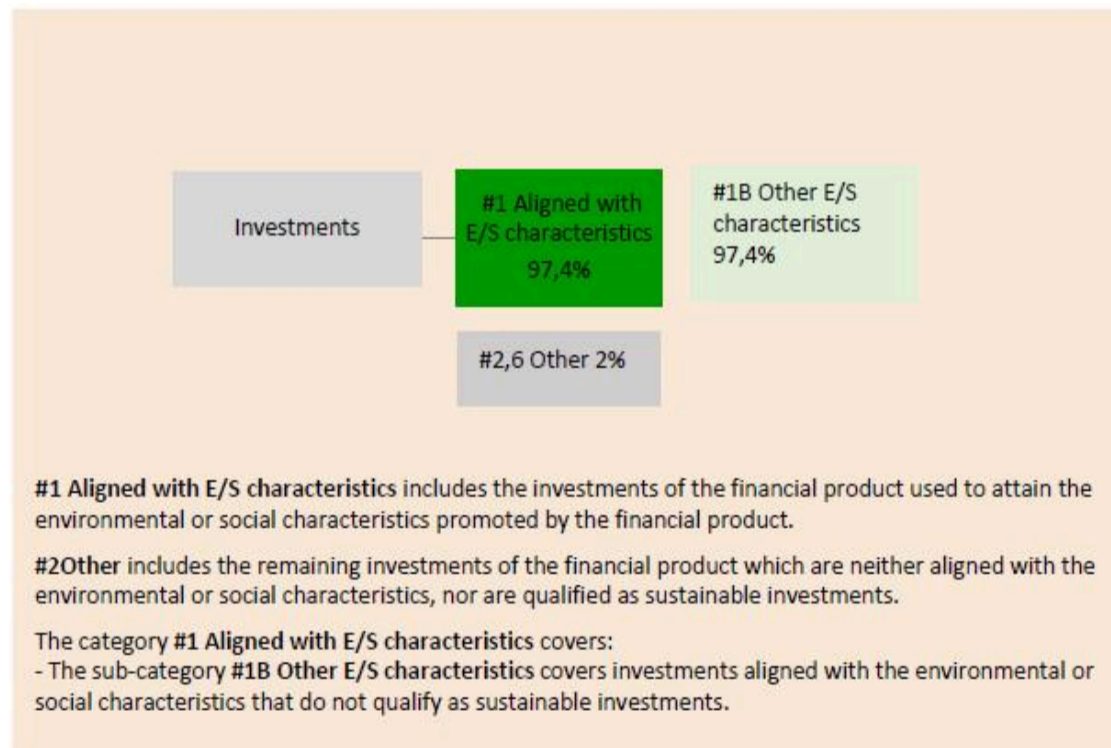 Investments
#1 Aligned with
E/S characteristics
97,4%
#1B Other E/S
characteristics
97,4%
#2,6 Other 2%
#1 Aligned with E/S characteristics includes the investments of the financial product used to attain the
environmental or social characteristics promoted by the financial product.
#2Other includes the remaining investments of the financial product which are neither aligned with the
environmental or social characteristics, nor are qualified as sustainable investments.
The category #1 Aligned with E/S characteristics covers:
- The sub-category #1B Other E/S characteristics covers investments aligned with the environmental or
social characteristics that do not qualify as sustainable investments.